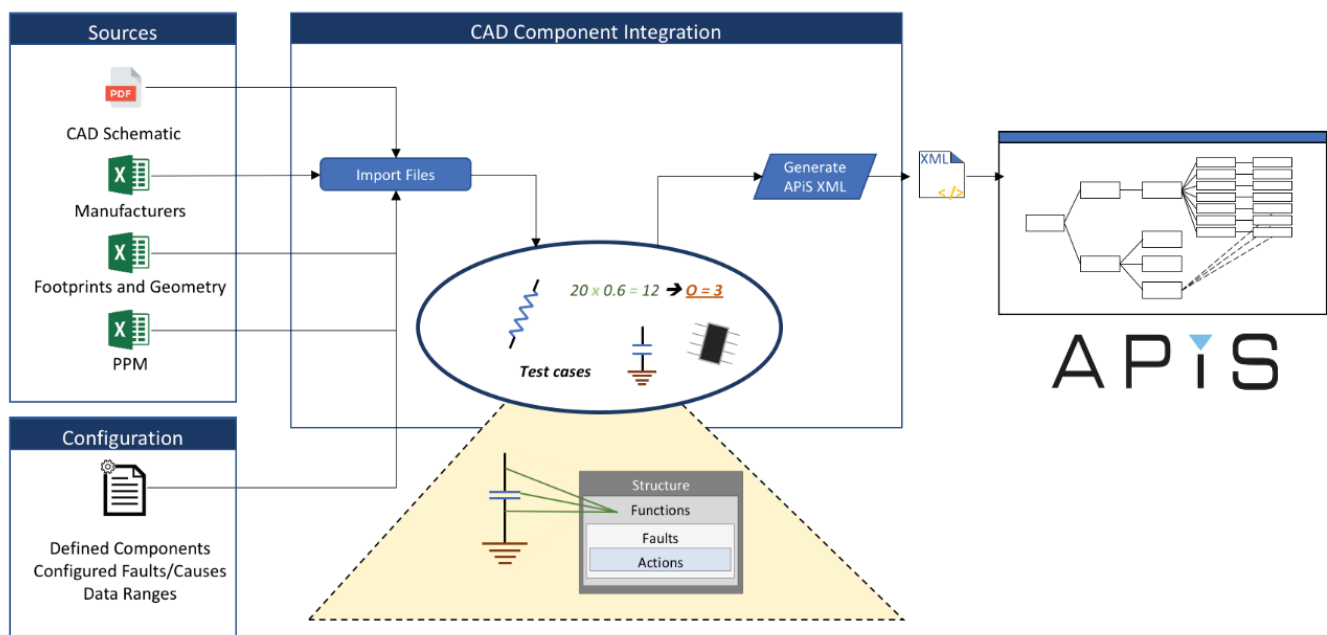 Sources
PDF
CAD Schematic
X
Manufacturers
X
Footprints and Geometry
X
PPM
Configuration
Defined Components
Configured Faults/Causes
Data Ranges
CAD Component Integration
Import Files
Generate
APiS XML
20 x 0.6 = 12 ➔ O = 3
Test cases
Structure
Functions
Faults
Actions
XML
</>
APiS